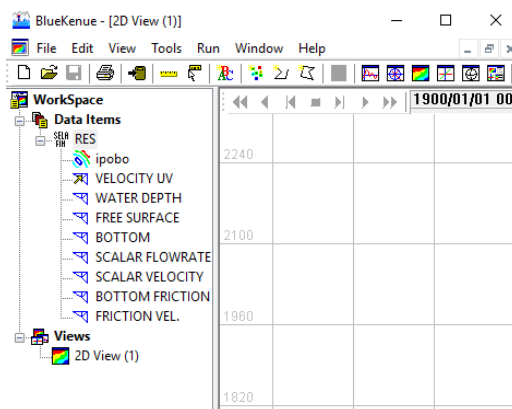 BlueKenue - [2D View (1)]
File Edit View Tools Run Window Help
WorkSpace
1900/01/01 00
Data Items
SELA
FIN
RES
ipobo
VELOCITY UV
WATER DEPTH
FREE SURFACE
BOTTOM
SCALAR FLOWRATE
SCALAR VELOCITY
BOTTOM FRICTION
FRICTION VEL.
Views
2D View (1)
2240
2100
1960
1820